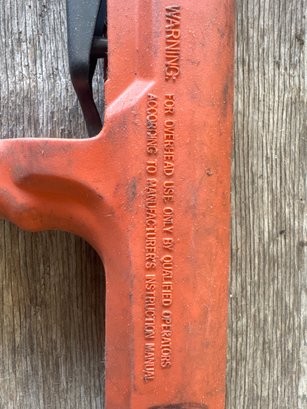 WARNING: FOR OVERHEAD USE ONLY BY QUALIFIED OPERATORS
ACCORDING TO MANUFACTURER'S INSTRUCTION MANUAL